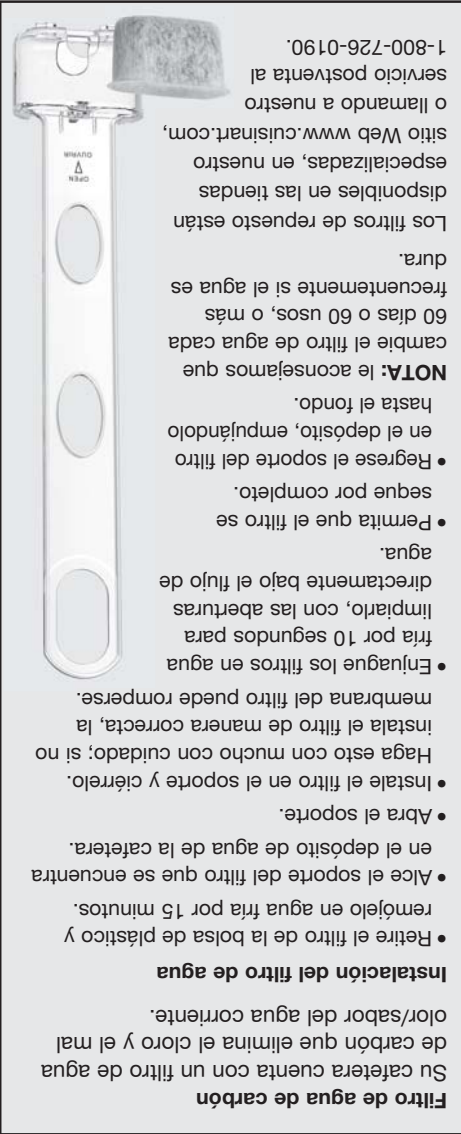 Filtro de agua de carbón
Su cafetera cuenta con un filtro de agua
de carbón que elimina el cloro y el mal
olor/sabor del agua corriente.
Instalación del filtro de agua
• Retire el filtro de la bolsa de plástico y
remójelo en agua fría por 15 minutos.
• Alce el soporte del filtro que se encuentra
en el depósito de agua de la cafetera.
• Abra el soporte.
• Instale el filtro en el soporte y ciérrelo.
Haga esto con mucho con cuidado; si no
instala el filtro de manera correcta, la
membrana del filtro puede romperse.
• Enjuague los filtros en agua
fría por 10 segundos para
limpiarlo, con las aberturas
directamente bajo el flujo de
agua.
• Permita que el filtro se
seque por completo.
• Regrese el soporte del filtro
en el depósito, empujándolo
hasta el fondo.
NOTA: le aconsejamos que
cambie el filtro de agua cada
60 días o 60 usos, o más
frecuentemente si el agua es
dura.
Los filtros de repuesto están
disponibles en las tiendas
especializadas, en nuestro
sitio Web www.cuisinart.com,
o llamando a nuestro
servicio postventa al
1-800-726-0190.
OPEN
OUVRIR